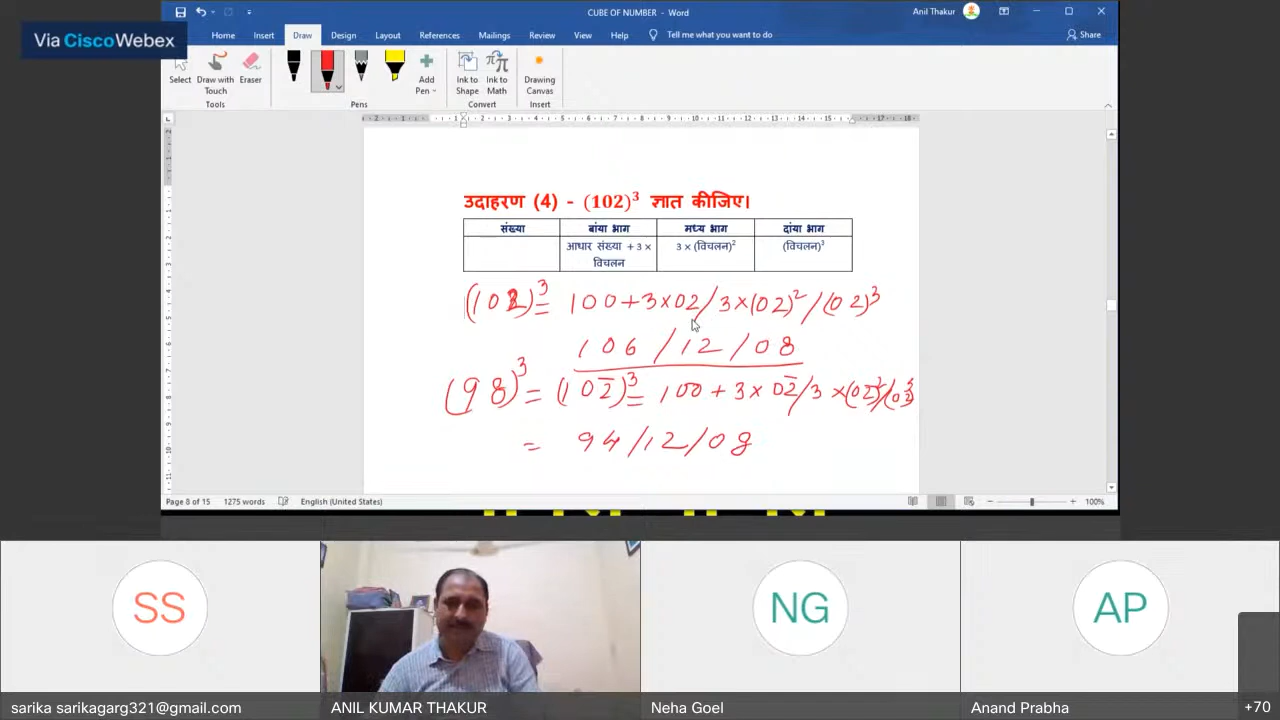 CUBE OF NUMBER - Word
Anil Thakur
Via Cisco Webex
Home Insert Draw Design Layout References Mailings Review View Help Tell me what you want to do
Share
Select Draw with Touch Eraser Add Pen Ink to Shape Ink to Math Drawing Canvas
Tools Pens Convert Insert
उदाहरण (4) - (102)³ ज्ञात कीजिए।
संख्या बांया भाग मध्य भाग दांया भाग
आधार संख्या + 3 × विचलन 3 × (विचलन)² (विचलन)³
(102)³ = 100+3×02/3×(02)²/(02)³
106/12/08
(98)³ = (102̅)³ = 100 + 3 × 02̅/3 ×(02̅)²/(02̅)³
= 94/12/08
Page 8 of 15 1275 words English (United States) 100%
SS NG AP
sarika sarikagarg321@gmail.com ANIL KUMAR THAKUR Neha Goel Anand Prabha +70